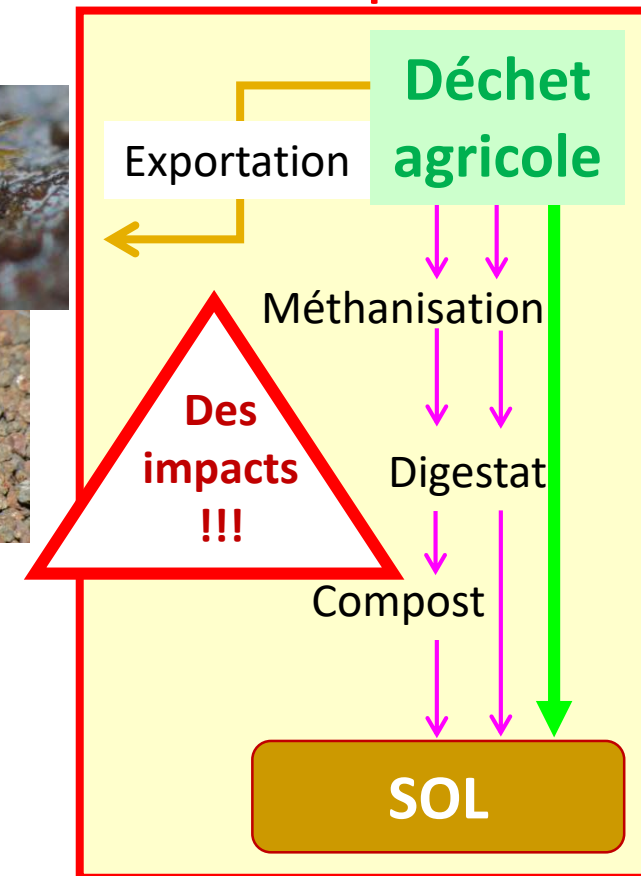 Déchet
agricole
Exportation
Méthanisation
Des
impacts
!!!
Digestat
Compost
SOL